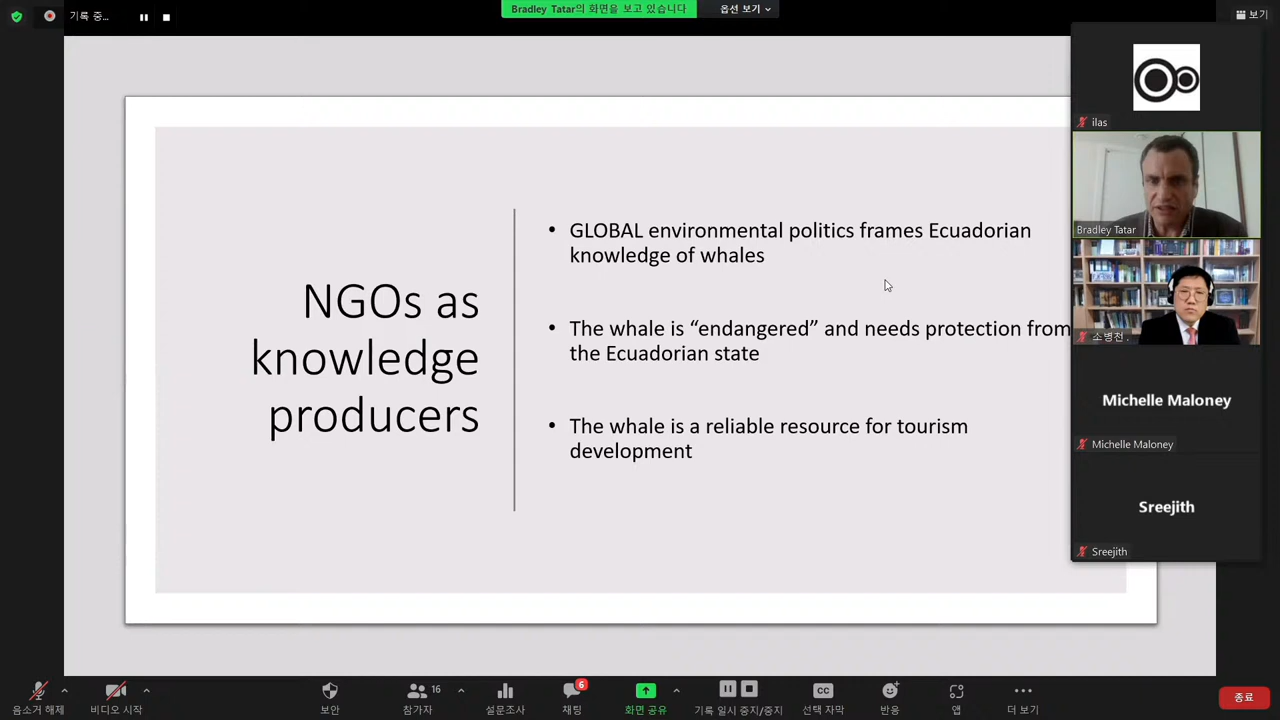 기록 중...
Bradley Tatar의 화면을 보고 있습니다
옵션 보기
보기
ilas
Bradley Tatar
소병천 .
Michelle Maloney
Michelle Maloney
Sreejith
Sreejith
NGOs as
knowledge
producers
• GLOBAL environmental politics frames Ecuadorian
knowledge of whales
• The whale is “endangered” and needs protection from
the Ecuadorian state
• The whale is a reliable resource for tourism
development
음소거 해제
비디오 시작
보안
16
참가자
설문조사
6
채팅
화면 공유
기록 일시 중지/중지
CC
선택 자막
반응
앱
더 보기
종료